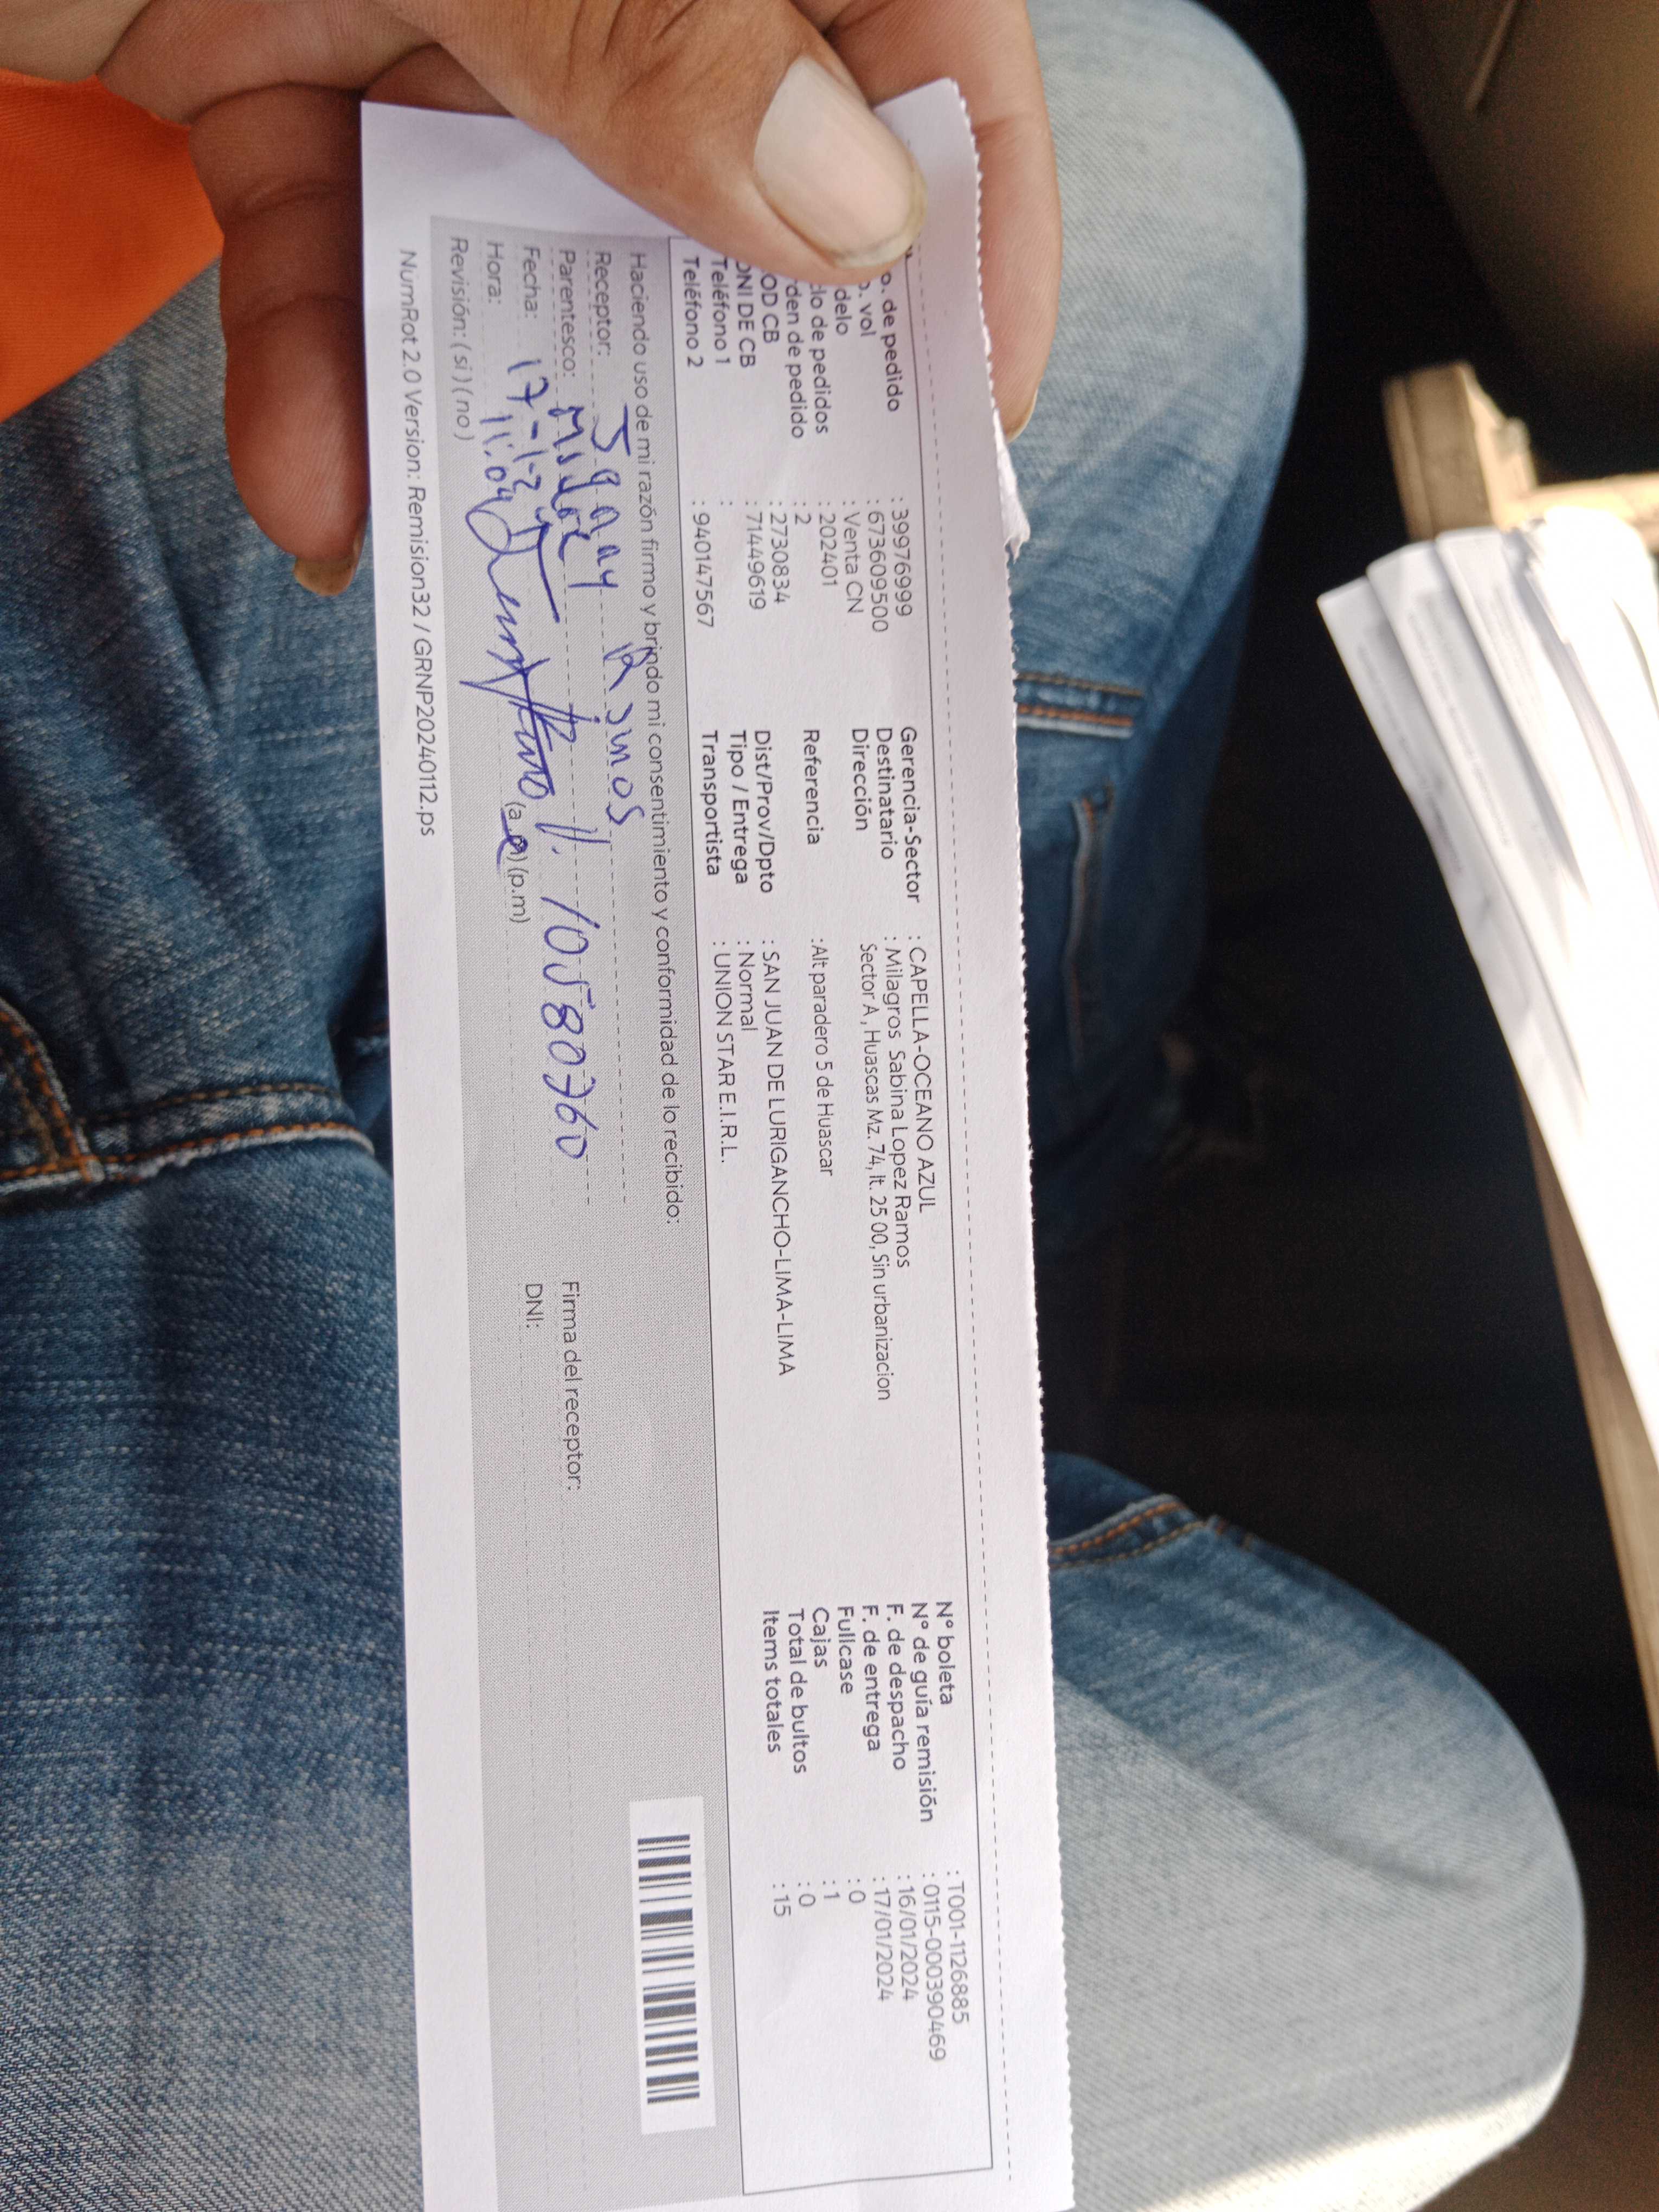 o. de pedido : 39976999
o. vol : 673609500
delo : Venta CN
clo de pedidos : 202401
den de pedido : 2
OD CB : 2730834
DNI DE CB : 71449619
Teléfono 1 :
Teléfono 2 : 940147567
Gerencia-Sector : CAPELLA-OCEANO AZUL
Destinatario : Milagros Sabina Lopez Ramos
Dirección : Sector A , Huascas Mz. 74, lt. 25 00, Sin urbanizacion
Referencia :Alt paradero 5 de Huascar
Dist/Prov/Dpto : SAN JUAN DE LURIGANCHO-LIMA-LIMA
Tipo / Entrega : Normal
Transportista : UNION STAR E.I.R.L.
N° boleta : T001-1126885
N° de guía remisión : 0115-000390469
F. de despacho : 16/01/2024
F. de entrega : 17/01/2024
Fullcase : 0
Cajas : 1
Total de bultos : 0
Items totales : 15
Haciendo uso de mi razón firmo y brindo mi consentimiento y conformidad de lo recibido:
Receptor: Ramos
Parentesco:
Fecha: 17 10580760
Hora: 11:04 (a.m) (p.m)
Revisión: ( si ) ( no )
Firma del receptor:
DNI:
NumRot 2.0 Version: Remision32 / GRNP20240112.ps